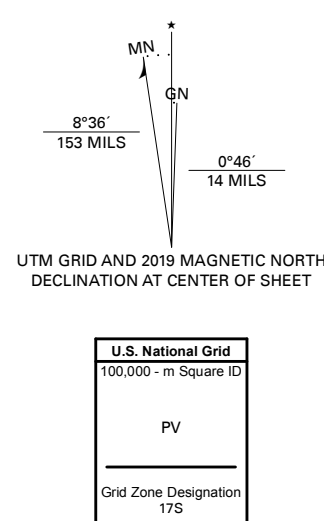 ★
MN
GN
8°36´
153 MILS
0°46´
14 MILS
UTM GRID AND 2019 MAGNETIC NORTH
DECLINATION AT CENTER OF SHEET
U.S. National Grid
100,000 - m Square ID
PV
Grid Zone Designation
17S